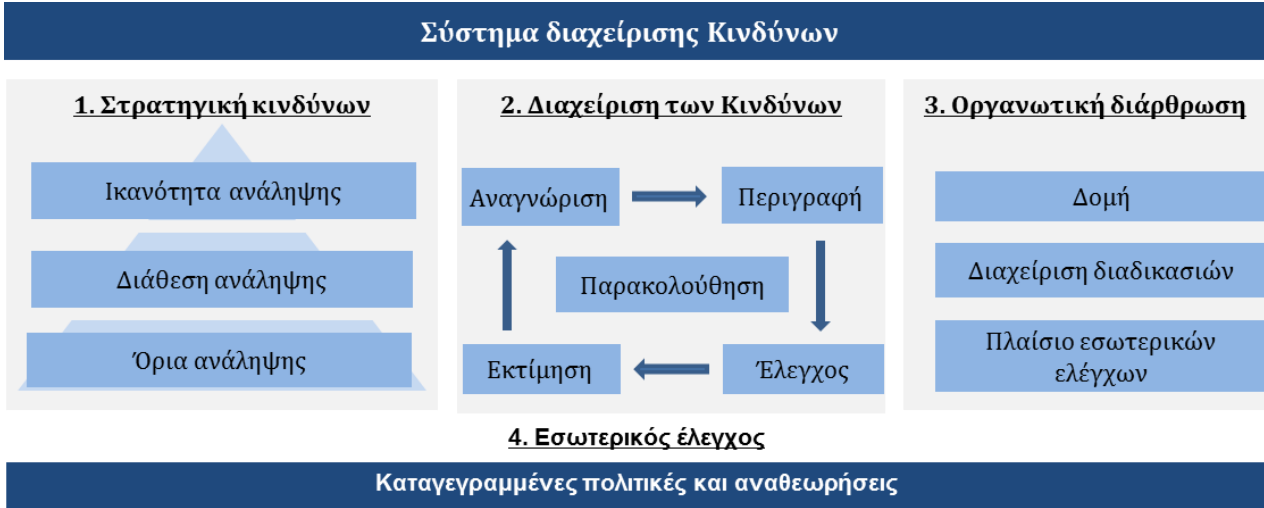 Σύστημα διαχείρισης Κινδύνων
1. Στρατηγική κινδύνων
Ικανότητα ανάληψης
Διάθεση ανάληψης
Όρια ανάληψης
2. Διαχείριση των Κινδύνων
Αναγνώριση
Περιγραφή
Παρακολούθηση
Εκτίμηση
Έλεγχος
3. Οργανωτική διάρθρωση
Δομή
Διαχείριση διαδικασιών
Πλαίσιο εσωτερικών
ελέγχων
4. Εσωτερικός έλεγχος
Καταγεγραμμένες πολιτικές και αναθεωρήσεις